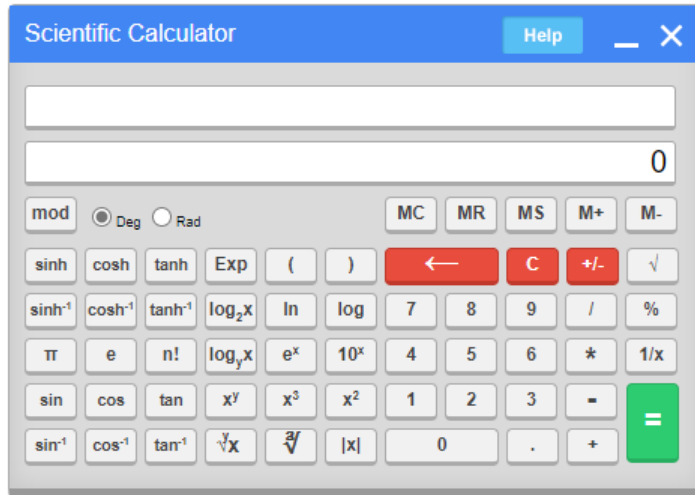 Scientific Calculator Help
0
mod Deg Rad MC MR MS M+ M-
sinh cosh tanh Exp ( ) ← C +/- √
sinh⁻¹ cosh⁻¹ tanh⁻¹ log₂x ln log 7 8 9 / %
π e n! logᵧx eˣ 10ˣ 4 5 6 * 1/x
sin cos tan xʸ x³ x² 1 2 3 -
sin⁻¹ cos⁻¹ tan⁻¹ ʸ√x |x| 0 . + =